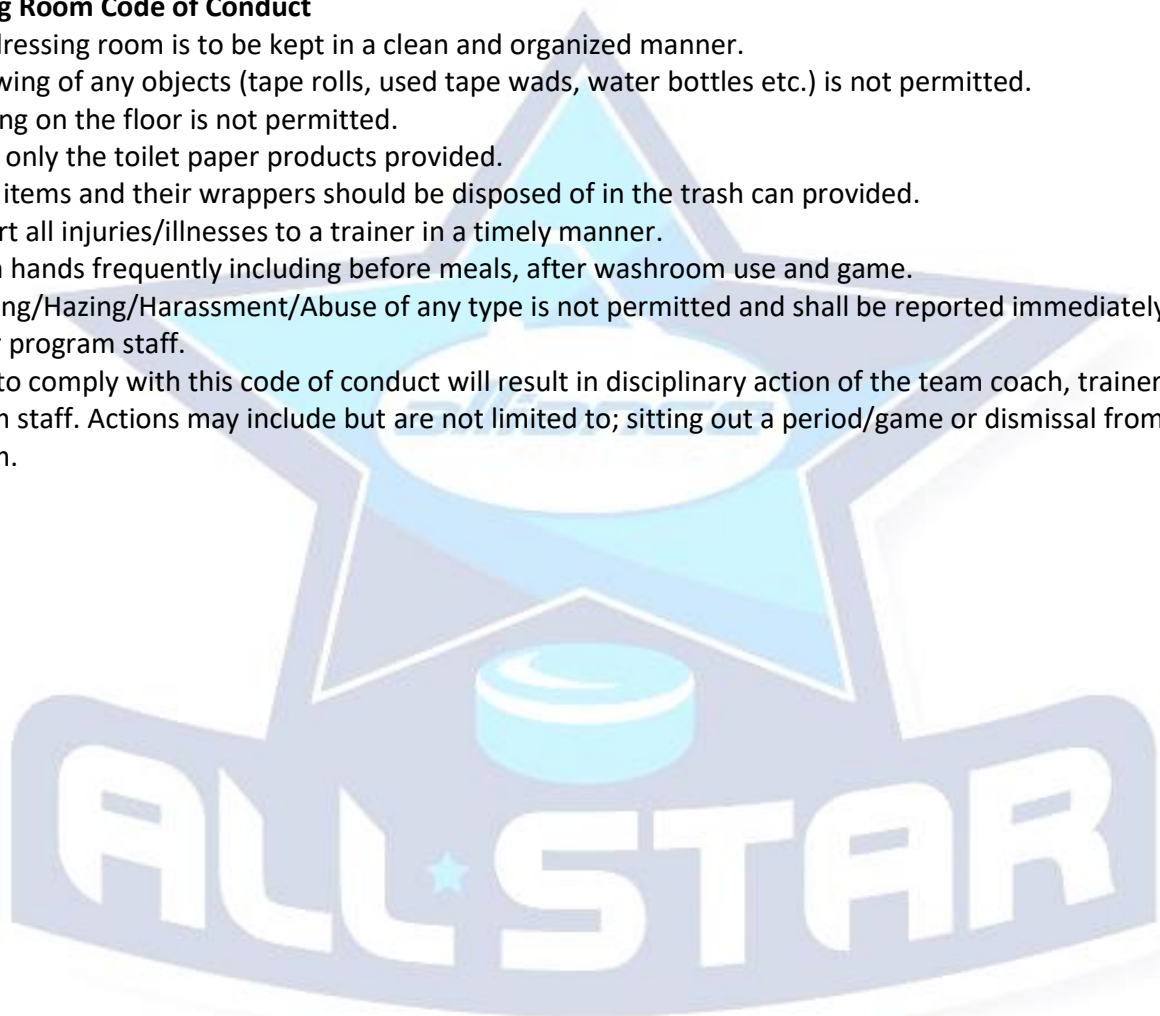 g Room Code of Conduct
dressing room is to be kept in a clean and organized manner.
wing of any objects (tape rolls, used tape wads, water bottles etc.) is not permitted.
ing on the floor is not permitted.
only the toilet paper products provided.
items and their wrappers should be disposed of in the trash can provided.
rt all injuries/illnesses to a trainer in a timely manner.
n hands frequently including before meals, after washroom use and game.
ing/Hazing/Harassment/Abuse of any type is not permitted and shall be reported immediately
r program staff.
to comply with this code of conduct will result in disciplinary action of the team coach, trainer
n staff. Actions may include but are not limited to; sitting out a period/game or dismissal from
n.
alliance
ALL STAR